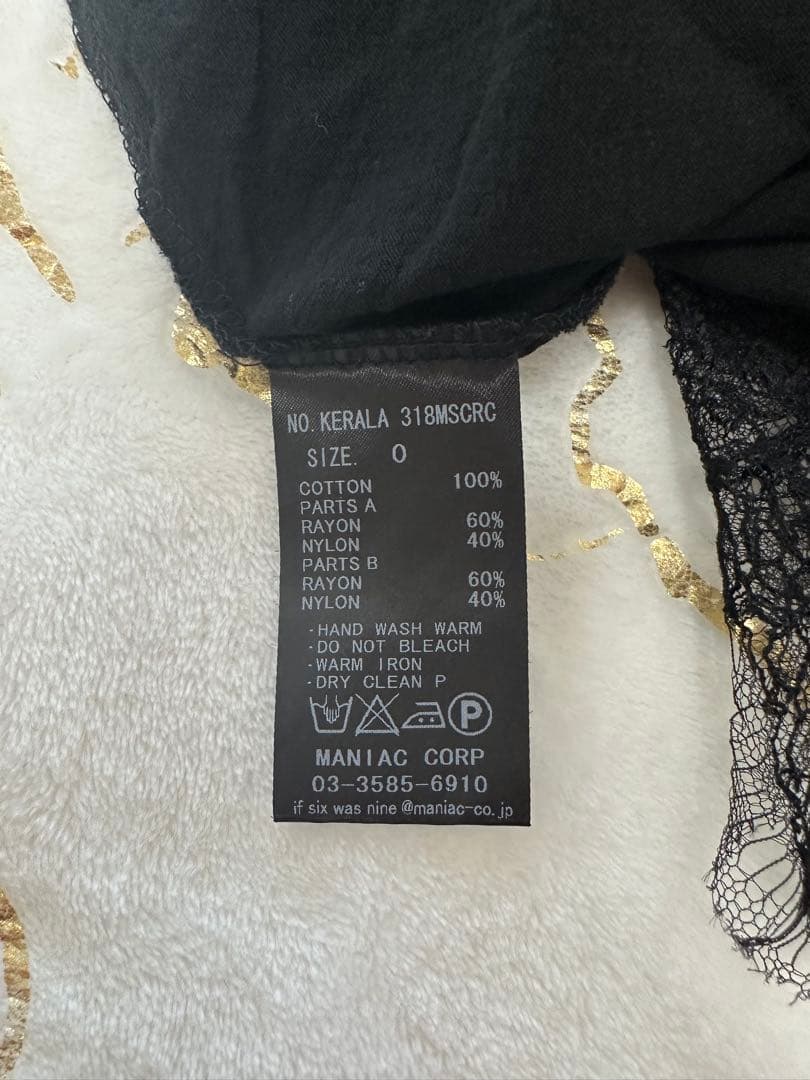 NO. KERALA 318MSCRC
SIZE. 0
COTTON 100%
PARTS A
RAYON 60%
NYLON 40%
PARTS B
RAYON 60%
NYLON 40%
·HAND WASH WARM
·DO NOT BLEACH
·WARM IRON
·DRY CLEAN P
P
MANIAC CORP
03-3585-6910
if six was nine @maniac-co.jp